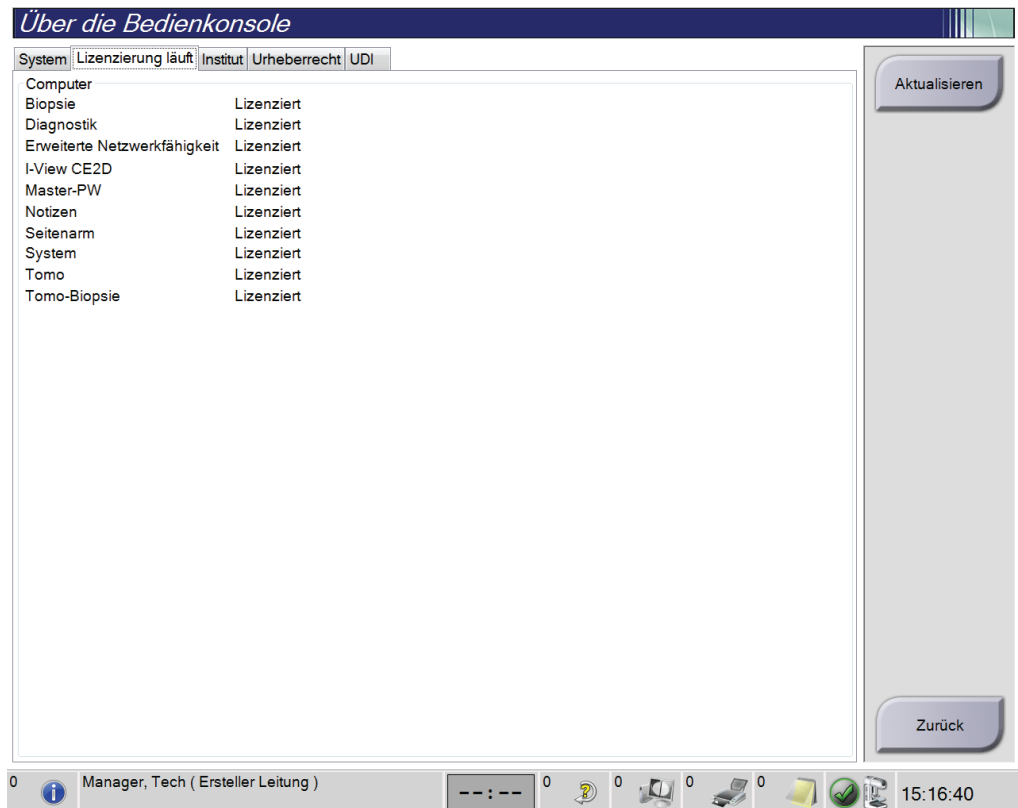 Über die Bedienkonsole
System Lizenzierung läuft Institut Urheberrecht UDI
Computer
Biopsie Lizenziert
Diagnostik Lizenziert
Erweiterte Netzwerkfähigkeit Lizenziert
I-View CE2D Lizenziert
Master-PW Lizenziert
Notizen Lizenziert
Seitenarm Lizenziert
System Lizenziert
Tomo Lizenziert
Tomo-Biopsie Lizenziert
Aktualisieren
Zurück
0 Manager, Tech ( Ersteller Leitung ) --:-- 0 0 0 0 15:16:40